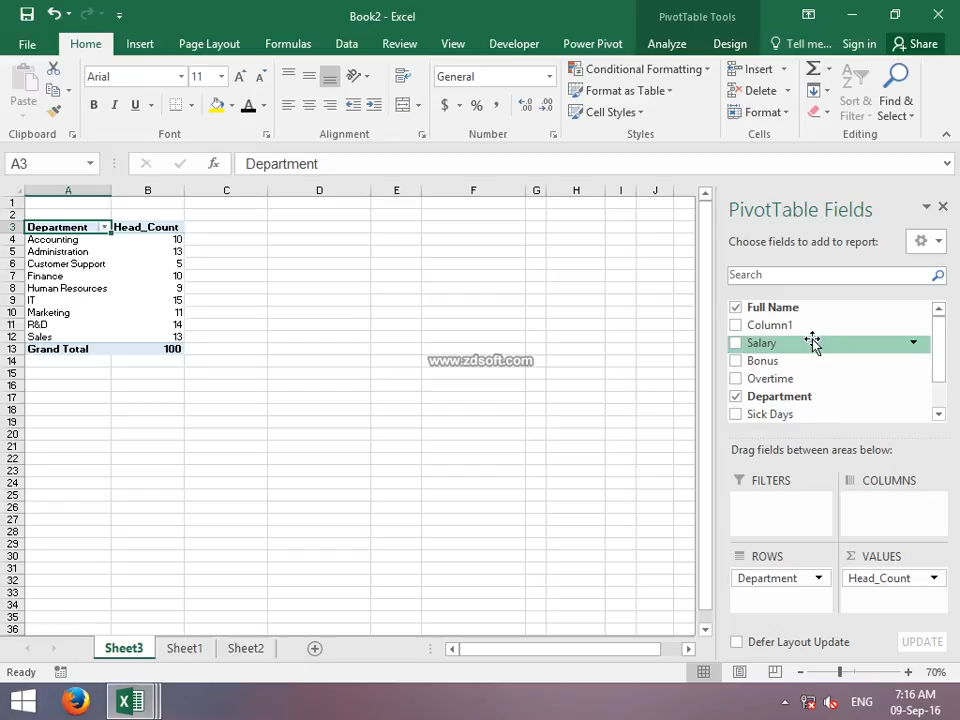 Book2 - Excel
PivotTable Tools
File Home Insert Page Layout Formulas Data Review View Developer Power Pivot Analyze Design Tell me... Sign in Share
Paste
Arial 11
B I U
General
$ % ,
Conditional Formatting
Format as Table
Cell Styles
Insert
Delete
Format
Sort & Filter
Find & Select
Clipboard Font Alignment Number Styles Cells Editing
A3 fx Department
A B C D E F G H I J
1
2
3 Department Head_Count
4 Accounting 10
5 Administration 13
6 Customer Support 5
7 Finance 10
8 Human Resources 9
9 IT 15
10 Marketing 11
11 R&D 14
12 Sales 13
13 Grand Total 100
14
15
16
17
18
19
20
21
22
23
24
25
26
27
28
29
30
31
32
33
34
35
36
www.zdsoft.com
PivotTable Fields
Choose fields to add to report:
Search
Full Name
Column1
Salary
Bonus
Overtime
Department
Sick Days
Drag fields between areas below:
FILTERS COLUMNS
ROWS Σ VALUES
Department Head_Count
Defer Layout Update UPDATE
Sheet3 Sheet1 Sheet2
Ready 70%
ENG 7:16 AM
09-Sep-16